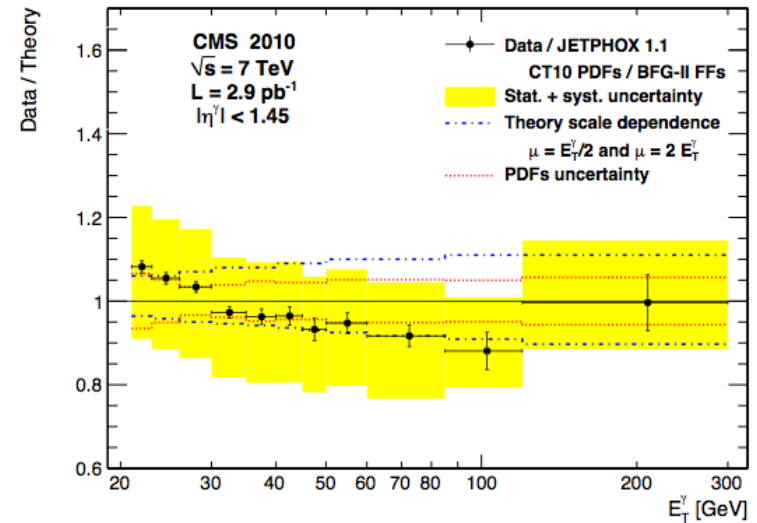 Data / Theory
1.6
1.4
1.2
1
0.8
0.6
CMS 2010
√s = 7 TeV
L = 2.9 pb⁻¹
|η^γ| < 1.45
Data / JETPHOX 1.1
CT10 PDFs / BFG-II FFs
Stat. + syst. uncertainty
Theory scale dependence
μ = E_T^γ/2 and μ = 2 E_T^γ
PDFs uncertainty
20 30 40 50 60 70 80 100 200 300
E_T^γ [GeV]